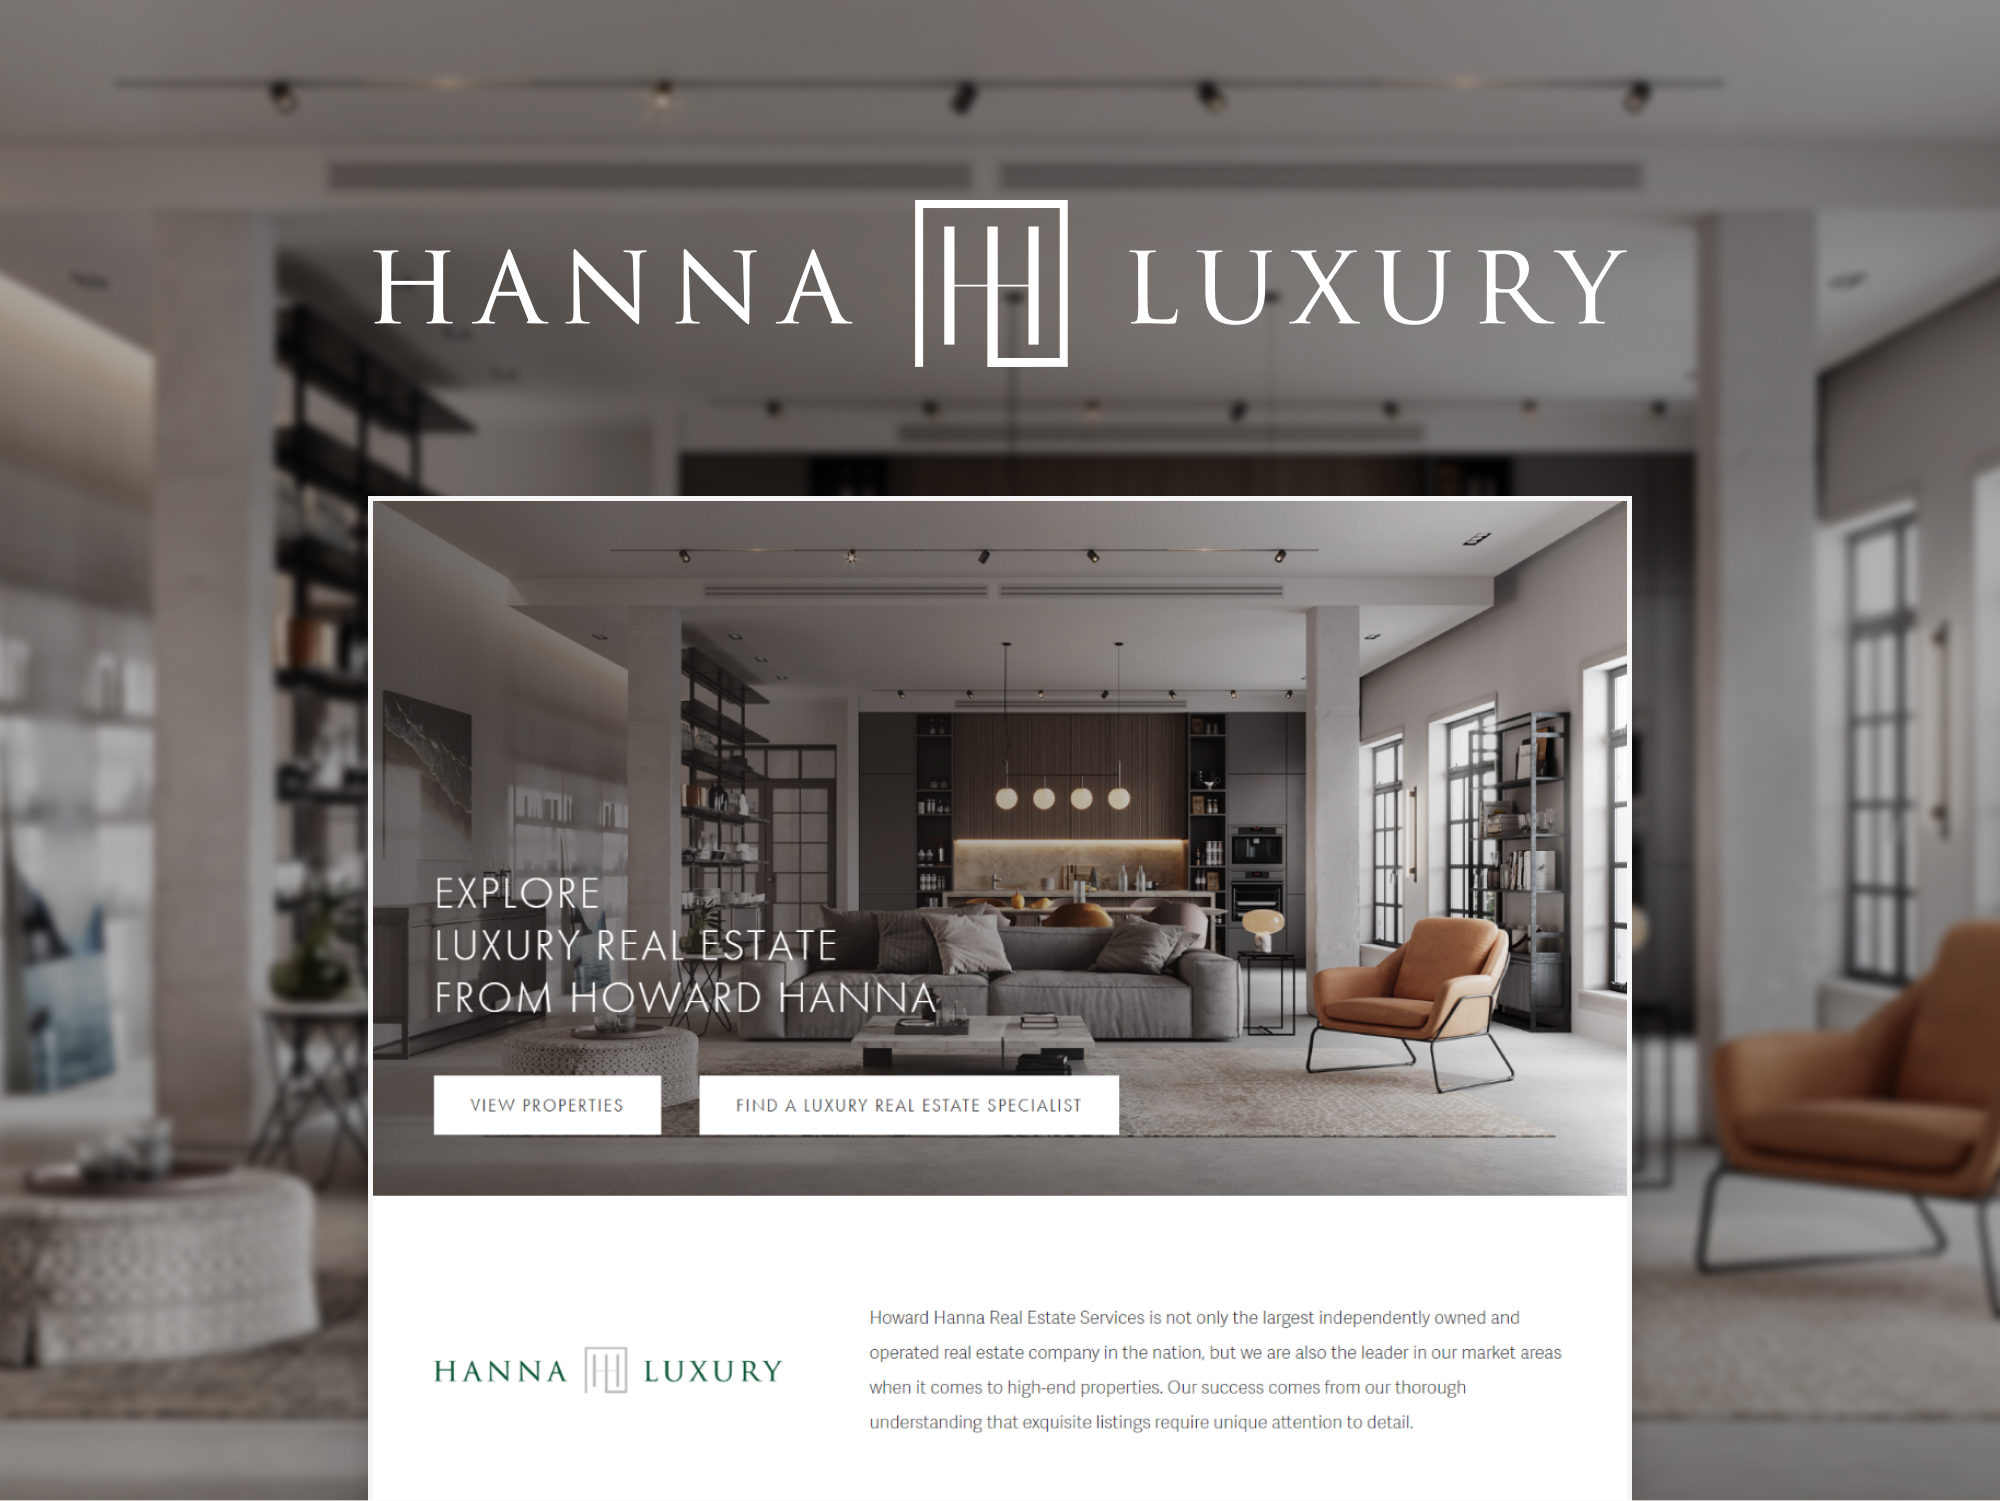 HANNA LUXURY
EXPLORE
LUXURY REAL ESTATE
FROM HOWARD HANNA
VIEW PROPERTIES
FIND A LUXURY REAL ESTATE SPECIALIST
HANNA LUXURY
Howard Hanna Real Estate Services is not only the largest independently owned and
operated real estate company in the nation, but we are also the leader in our market areas
when it comes to high-end properties. Our success comes from our thorough
understanding that exquisite listings require unique attention to detail.